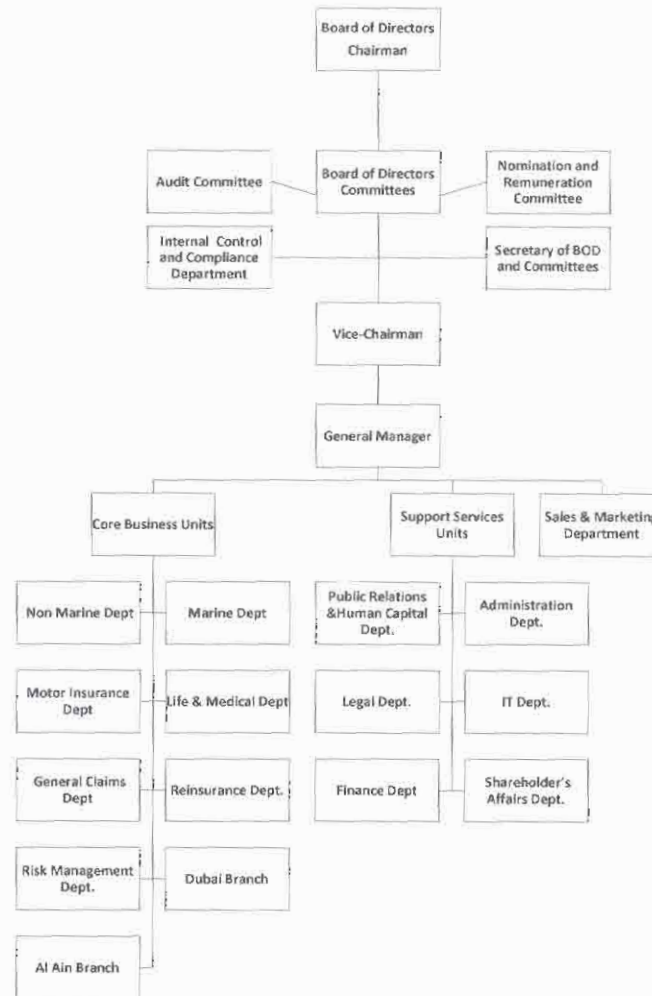 Board of Directors
Chairman
Audit Committee
Board of Directors
Committees
Nomination and
Remuneration
Committee
Internal Control
and Compliance
Department
Secretary of BOD
and Committees
Vice-Chairman
General Manager
Core Business Units
Support Services
Units
Sales & Marketing
Department
Non Marine Dept
Marine Dept
Public Relations
&Human Capital
Dept.
Administration
Dept.
Motor Insurance
Dept
Life & Medical Dept
Legal Dept.
IT Dept.
General Claims
Dept
Reinsurance Dept.
Finance Dept
Shareholder's
Affairs Dept.
Risk Management
Dept.
Dubai Branch
Al Ain Branch